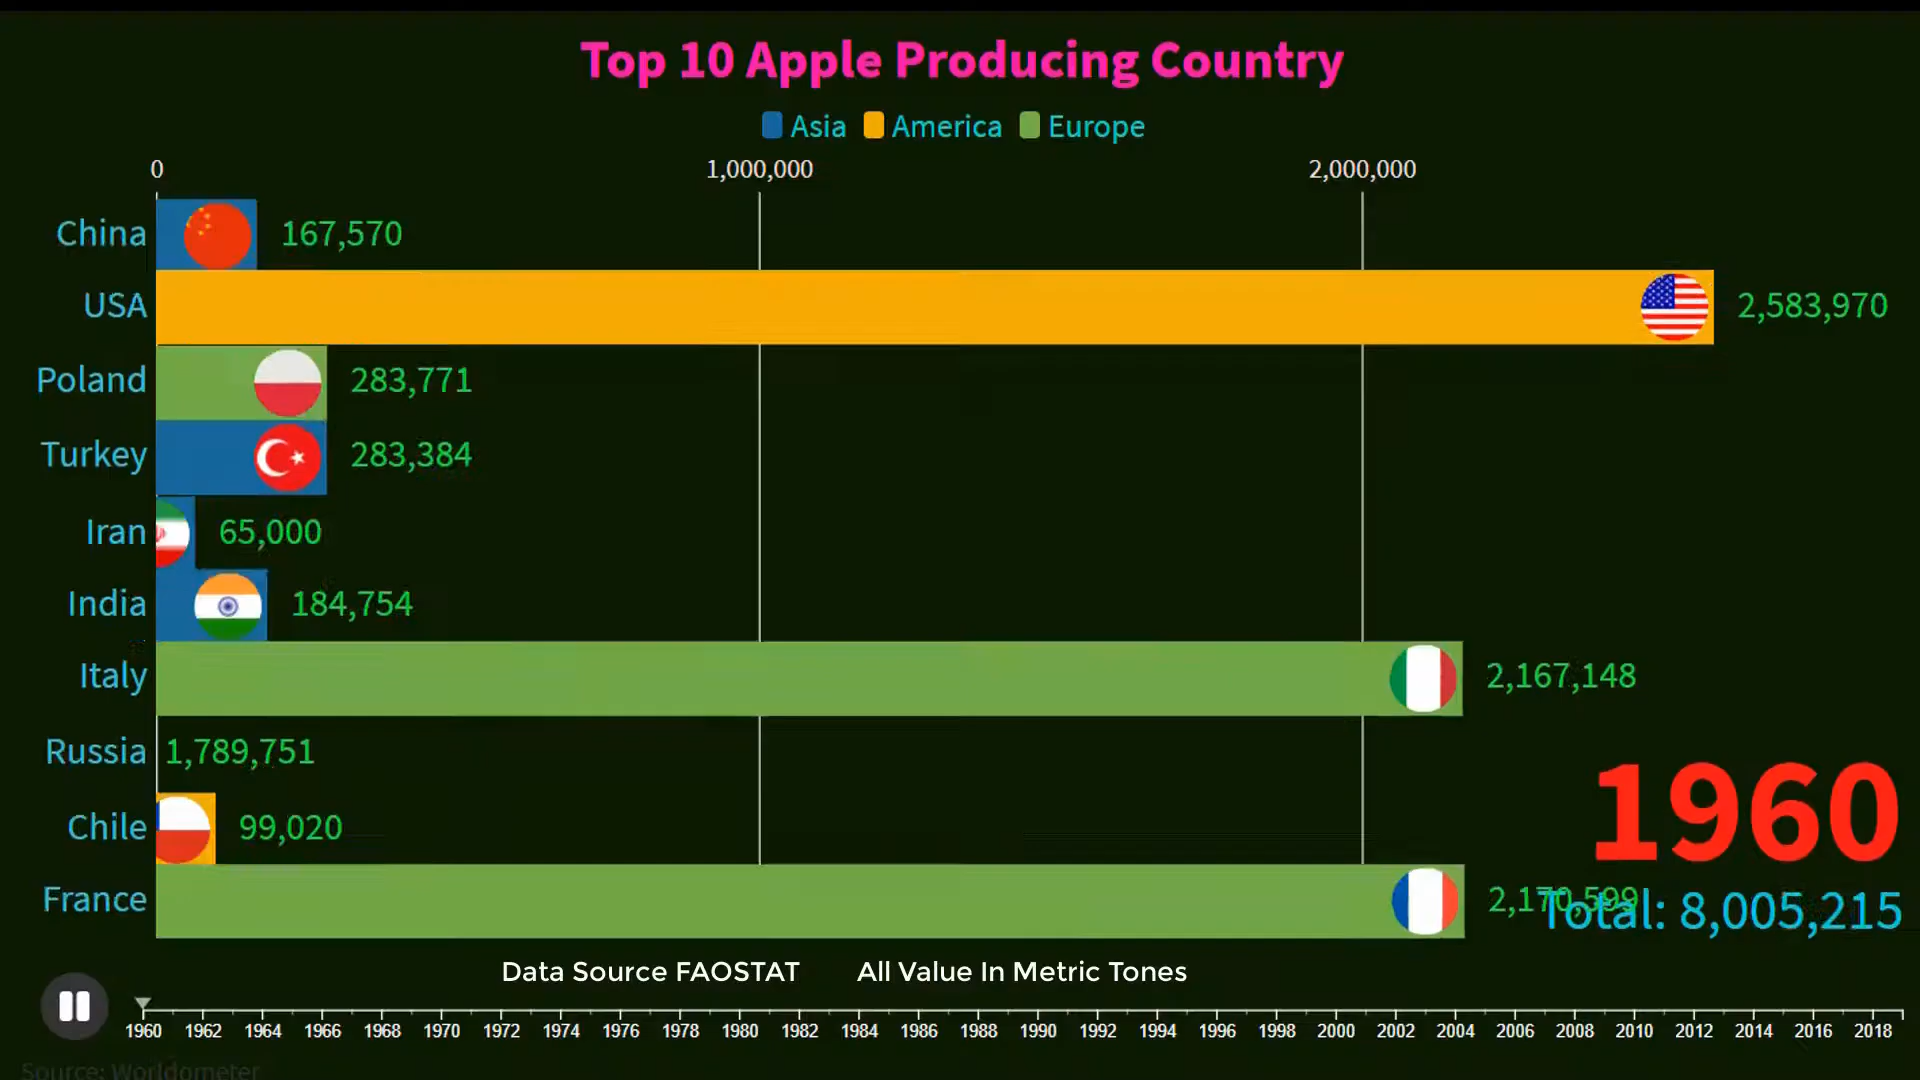 Top 10 Apple Producing Country
Asia America Europe
0 1,000,000 2,000,000
China 167,570
USA 2,583,970
Poland 283,771
Turkey 283,384
Iran 65,000
India 184,754
Italy 2,167,148
Russia 1,789,751
Chile 99,020
France 2,170,599
1960
Total: 8,005,215
Data Source FAOSTAT All Value In Metric Tones
1960 1962 1964 1966 1968 1970 1972 1974 1976 1978 1980 1982 1984 1986 1988 1990 1992 1994 1996 1998 2000 2002 2004 2006 2008 2010 2012 2014 2016 2018
Source: Worldometer